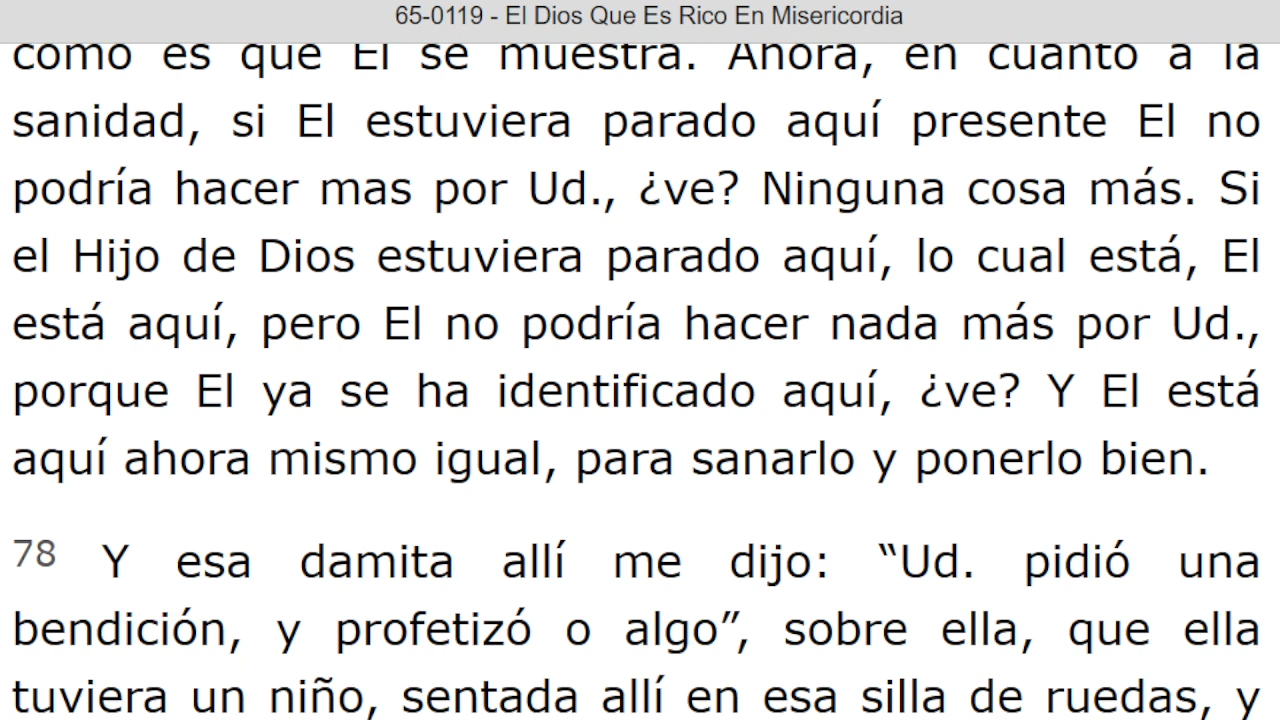 65-0119 - El Dios Que Es Rico En Misericordia
como es que El se muestra. Ahora, en cuanto a la
sanidad, si El estuviera parado aquí presente El no
podría hacer mas por Ud., ¿ve? Ninguna cosa más. Si
el Hijo de Dios estuviera parado aquí, lo cual está, El
está aquí, pero El no podría hacer nada más por Ud.,
porque El ya se ha identificado aquí, ¿ve? Y El está
aquí ahora mismo igual, para sanarlo y ponerlo bien.
78 Y esa damita allí me dijo: “Ud. pidió una
bendición, y profetizó o algo”, sobre ella, que ella
tuviera un niño, sentada allí en esa silla de ruedas, y